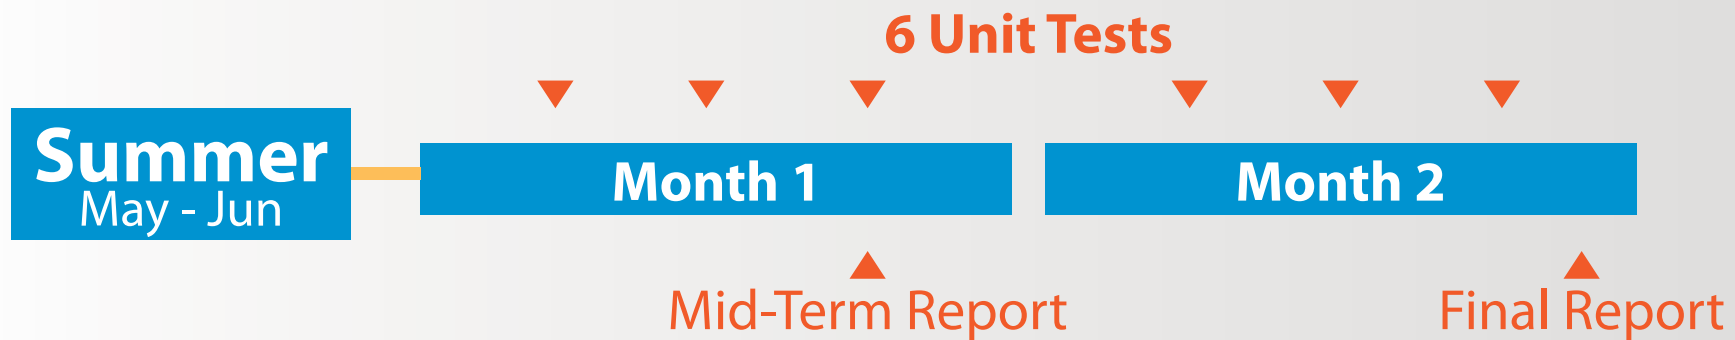 6 Unit Tests
Summer
May - Jun
Month 1
Month 2
Mid-Term Report
Final Report